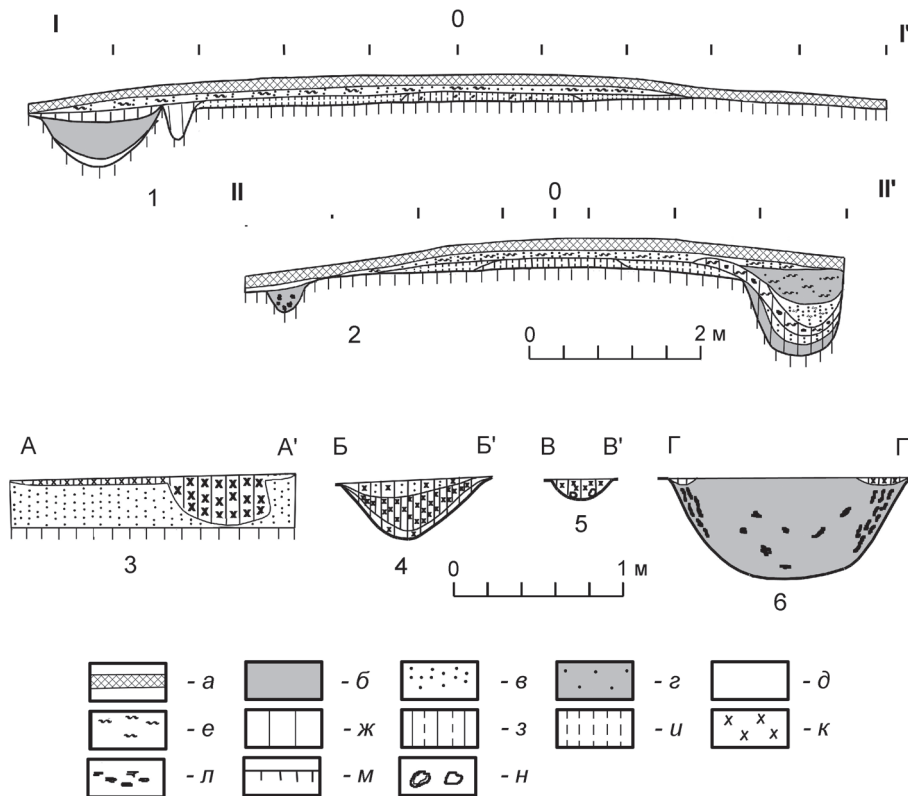 I 0 I'
1
II 0 II'
2
0 2 м
А А' Б Б' В В' Г Г'
3 4 5 6
0 1 м
- а - б - в - г - д
- е - ж - з - и - к
- л - м - н